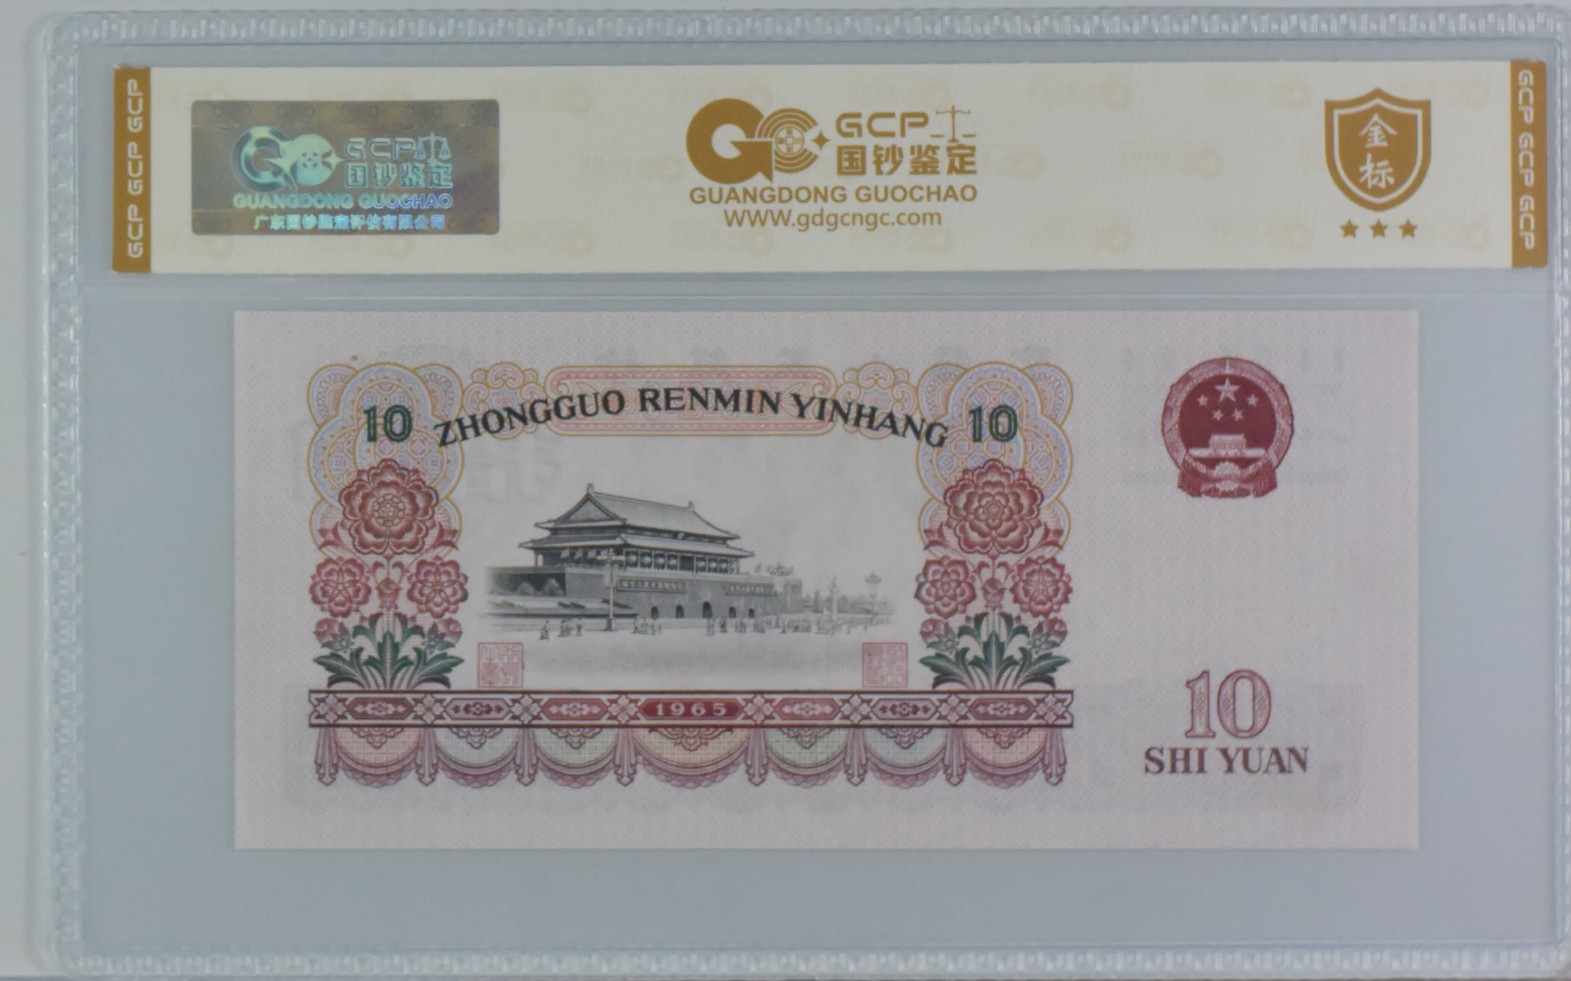 GCP GCP GCP
GCP
国钞鉴定
GUANGDONG GUOCHAO
广东国钞鉴定评估有限公司
GCP
国钞鉴定
GUANGDONG GUOCHAO
WWW.gdgcngc.com
金
标
GCP GCP GCP
10 ZHONGGUO RENMIN YINHANG 10
1965
10
SHI YUAN